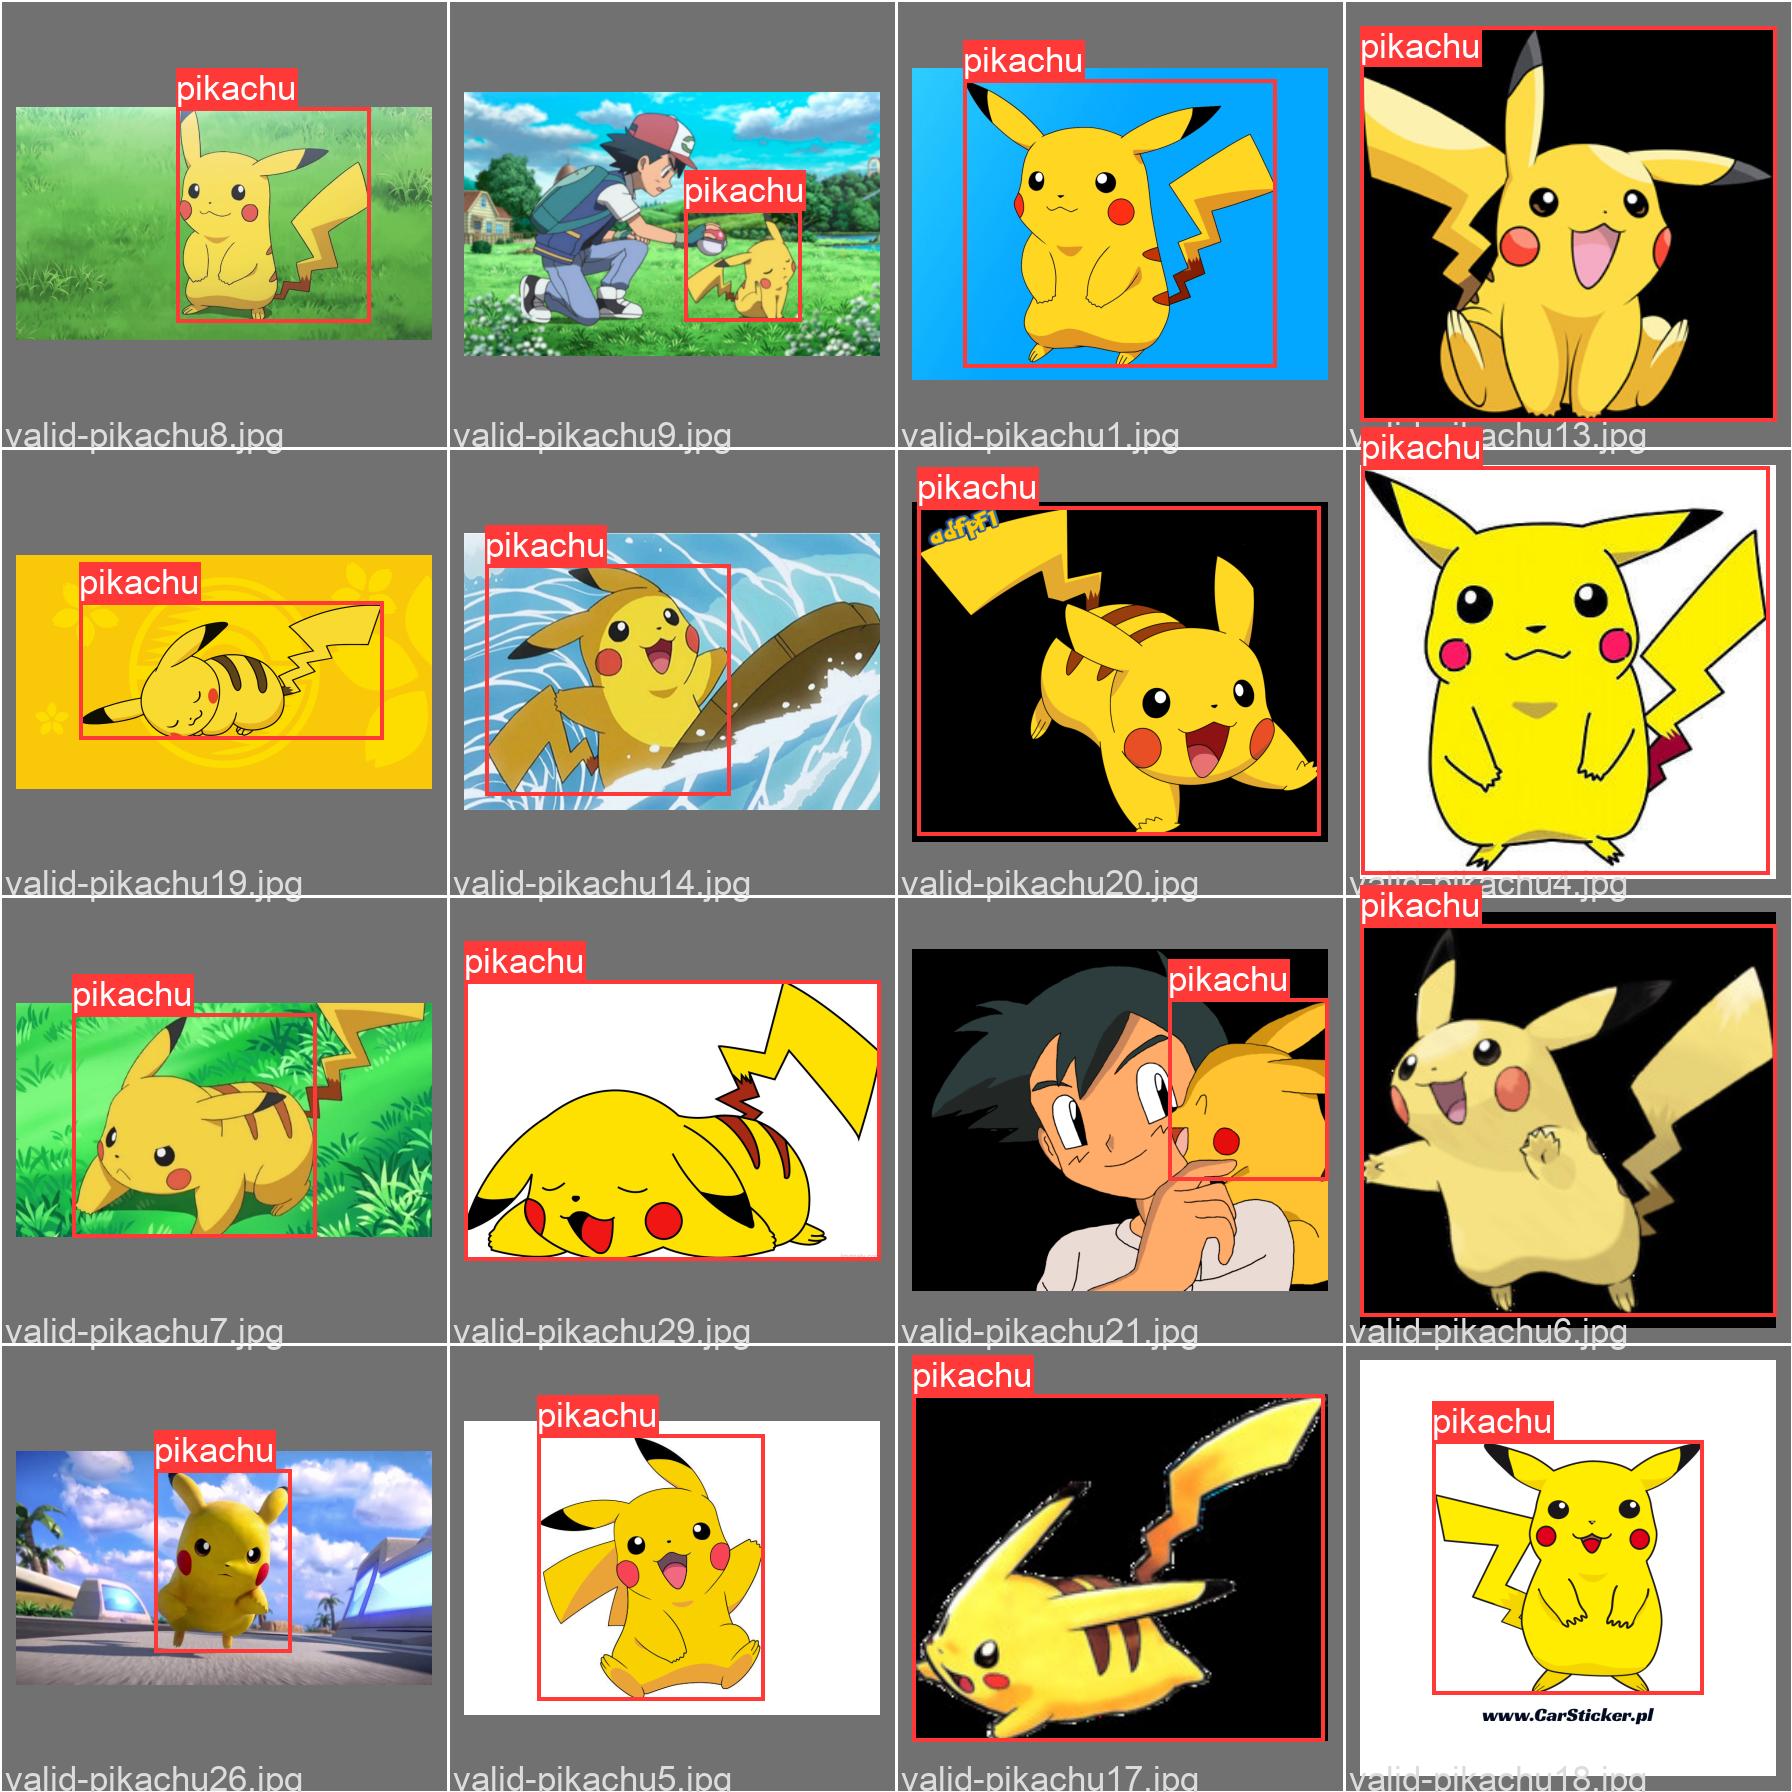 pikachu
pikachu
pikachu
pikachu
valid-pikachu8.jpg
valid-pikachu9.jpg
valid-pikachu1.jpg
valid-pikachu13.jpg
pikachu
pikachu
pikachu
pikachu
adfpF1
valid-pikachu19.jpg
valid-pikachu14.jpg
valid-pikachu20.jpg
valid-pikachu4.jpg
pikachu
pikachu
pikachu
pikachu
valid-pikachu7.jpg
valid-pikachu29.jpg
valid-pikachu21.jpg
valid-pikachu6.jpg
pikachu
pikachu
pikachu
pikachu
www.CarSticker.pl
valid-pikachu26.jpg
valid-pikachu5.jpg
valid-pikachu17.jpg
valid-pikachu18.jpg